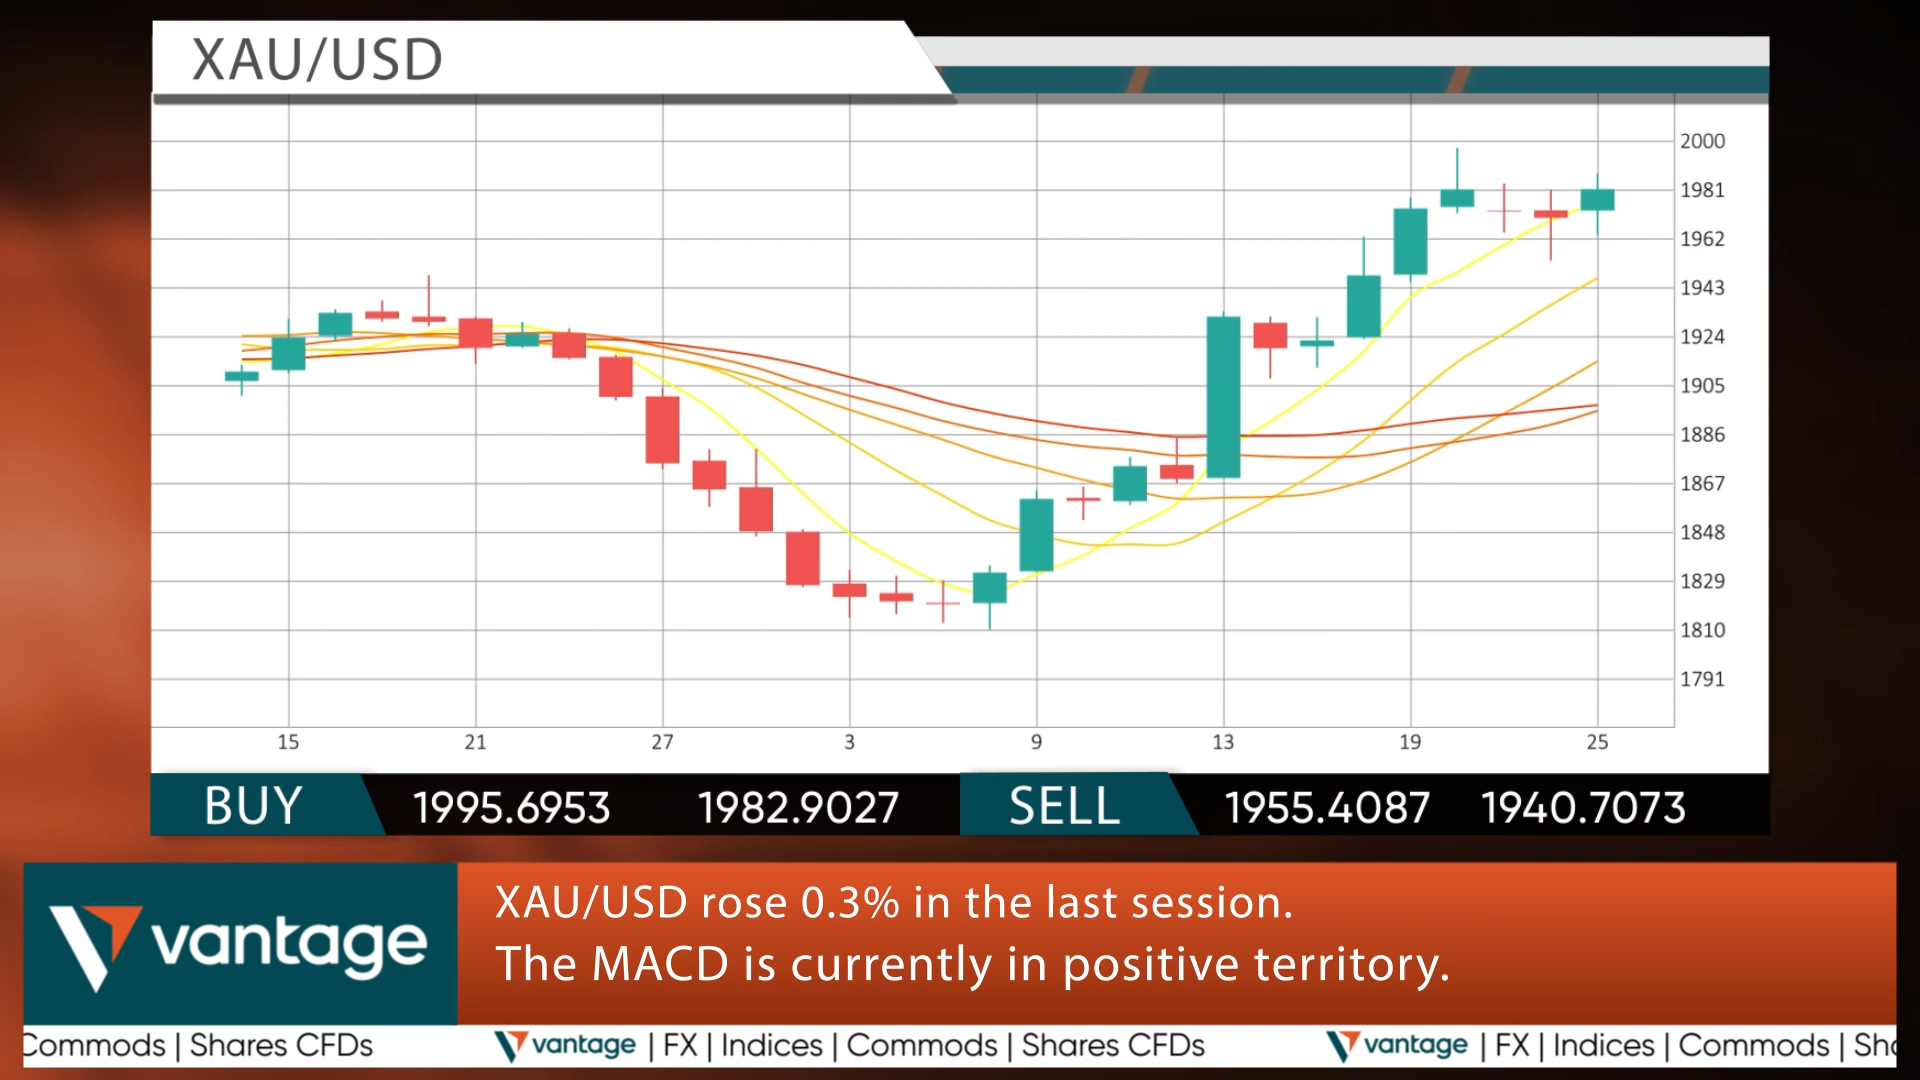 XAU/USD
2000
1981
1962
1943
1924
1905
1886
1867
1848
1829
1810
1791
15 21 27 3 9 13 19 25
BUY 1995.6953 1982.9027 SELL 1955.4087 1940.7073
vantage
XAU/USD rose 0.3% in the last session.
The MACD is currently in positive territory.
Commods | Shares CFDs vantage | FX | Indices | Commods | Shares CFDs vantage | FX | Indices | Commods |